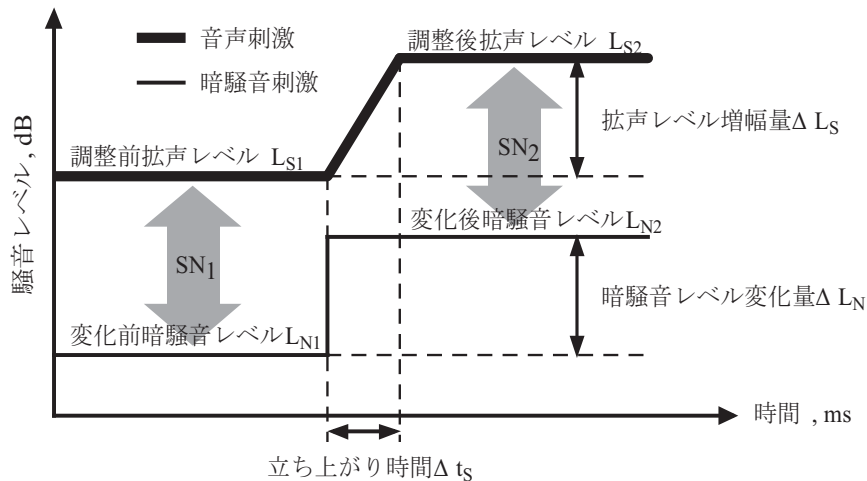 音声刺激
暗騒音刺激
調整後拡声レベル L_S2
騒音レベル, dB
調整前拡声レベル L_S1
SN2
拡声レベル増幅量Δ L_S
変化後暗騒音レベルL_N2
SN1
暗騒音レベル変化量Δ L_N
変化前暗騒音レベルL_N1
時間 , ms
立ち上がり時間Δ t_S